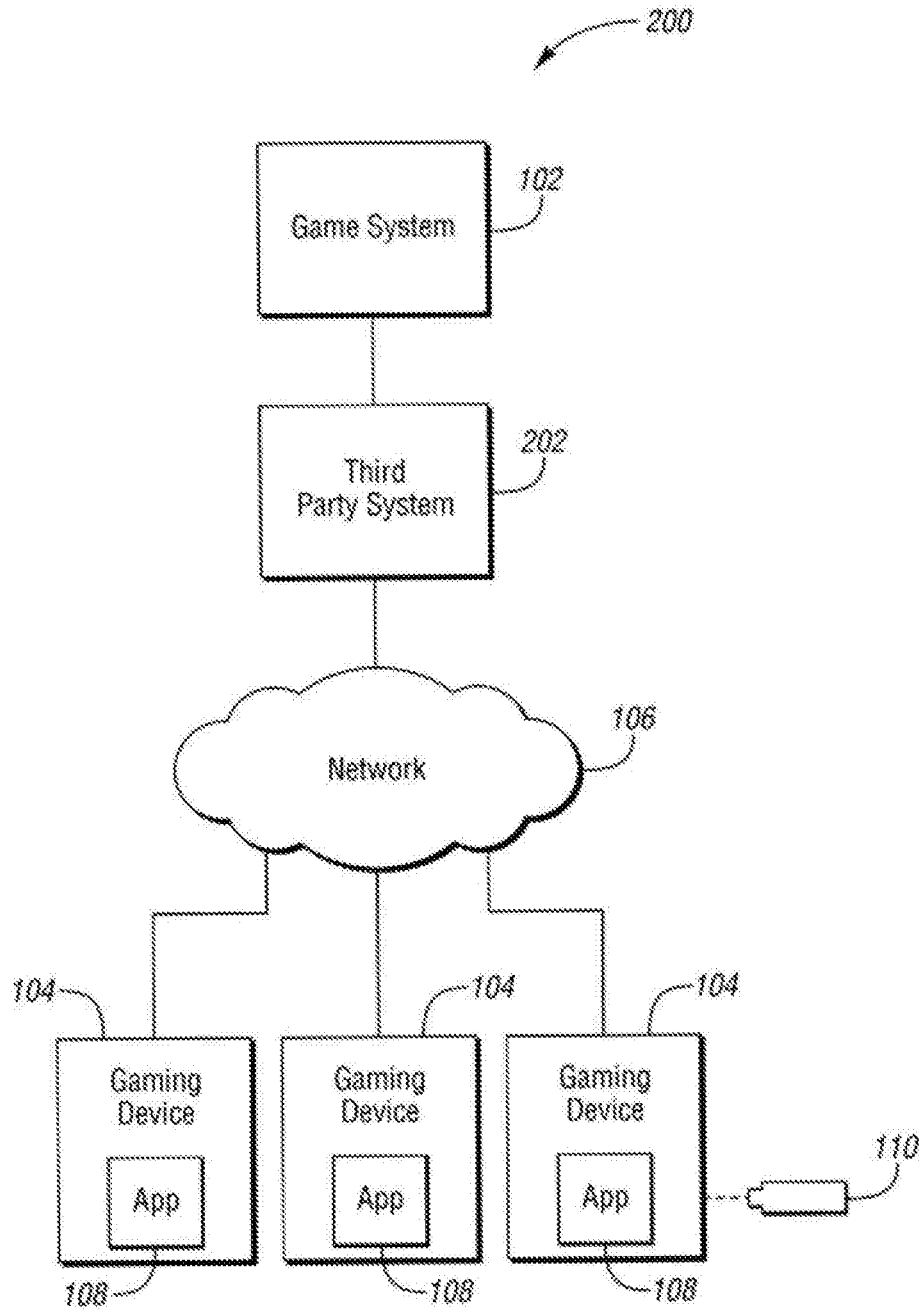 200
102
Game System
202
Third
Party System
106
Network
104
104
104
Gaming
Device
Gaming
Device
Gaming
Device
110
App
App
App
108
108
108